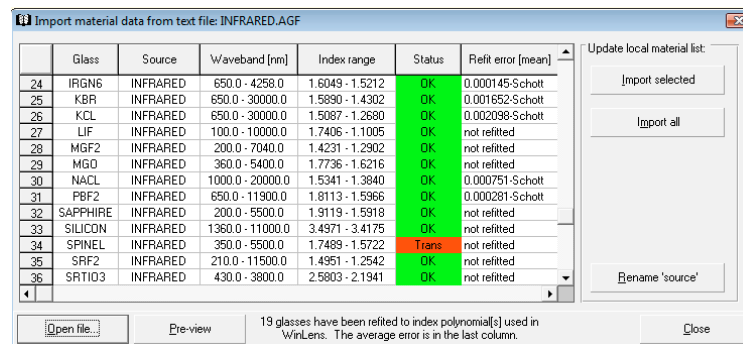 Import material data from text file: INFRARED.AGF
Glass Source Waveband [nm] Index range Status Refit error [mean]
24 IRGN6 INFRARED 650.0 - 4258.0 1.6049 - 1.5212 OK 0.000145-Schott
25 KBR INFRARED 650.0 - 30000.0 1.5890 - 1.4302 OK 0.001652-Schott
26 KCL INFRARED 650.0 - 30000.0 1.5087 - 1.2680 OK 0.002098-Schott
27 LIF INFRARED 100.0 - 10000.0 1.7406 - 1.1005 OK not refitted
28 MGF2 INFRARED 200.0 - 7040.0 1.4231 - 1.2902 OK not refitted
29 MGO INFRARED 360.0 - 5400.0 1.7736 - 1.6216 OK not refitted
30 NACL INFRARED 1000.0 - 20000.0 1.5341 - 1.3840 OK 0.000751-Schott
31 PBF2 INFRARED 650.0 - 11900.0 1.8113 - 1.5966 OK 0.000281-Schott
32 SAPPHIRE INFRARED 200.0 - 5500.0 1.9119 - 1.5918 OK not refitted
33 SILICON INFRARED 1360.0 - 11000.0 3.4971 - 3.4175 OK not refitted
34 SPINEL INFRARED 350.0 - 5500.0 1.7489 - 1.5722 Trans not refitted
35 SRF2 INFRARED 210.0 - 11500.0 1.4951 - 1.2542 OK not refitted
36 SRTIO3 INFRARED 430.0 - 3800.0 2.5803 - 2.1941 OK not refitted
Update local material list:
Import selected
Import all
Rename 'source'
Open file...
Pre-view
19 glasses have been refited to index polynomial[s] used in
WinLens. The average error is in the last column.
Close